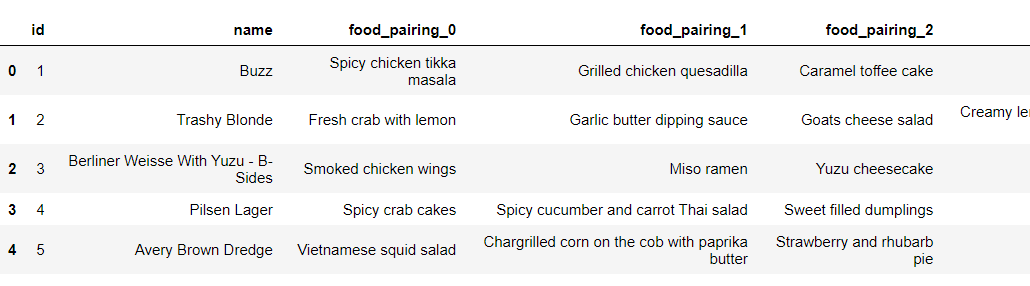 id name food_pairing_0 food_pairing_1 food_pairing_2
0 1 Buzz Spicy chicken tikka masala Grilled chicken quesadilla Caramel toffee cake
1 2 Trashy Blonde Fresh crab with lemon Garlic butter dipping sauce Goats cheese salad Creamy
2 3 Berliner Weisse With Yuzu - B-Sides Smoked chicken wings Miso ramen Yuzu cheesecake
3 4 Pilsen Lager Spicy crab cakes Spicy cucumber and carrot Thai salad Sweet filled dumplings
4 5 Avery Brown Dredge Vietnamese squid salad Chargrilled corn on the cob with paprika butter Strawberry and rhubarb pie